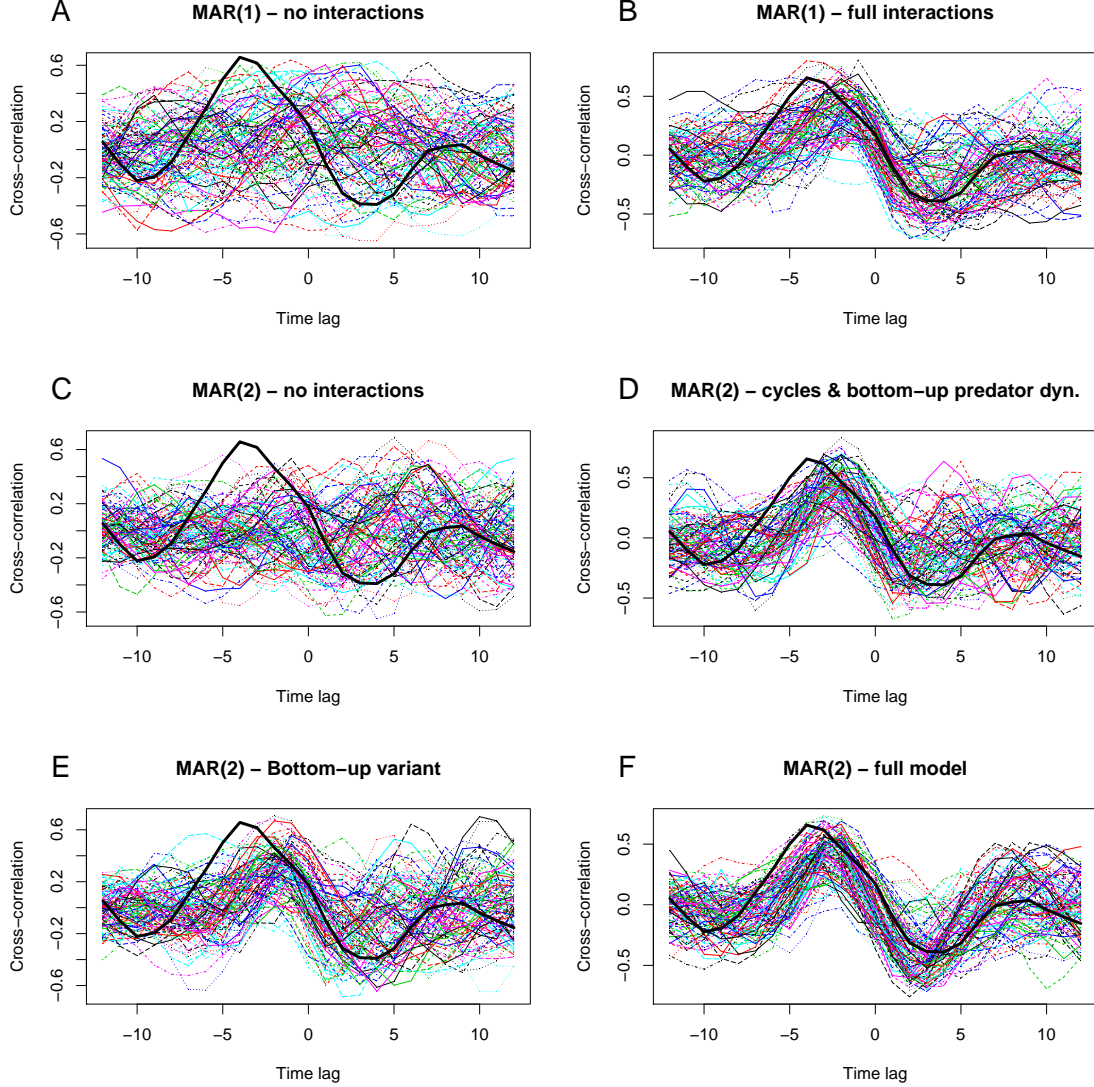 A
MAR(1) – no interactions
Cross−correlation
−0.6
−0.2
0.2
0.6
−10
−5
0
5
10
Time lag
B
MAR(1) – full interactions
Cross−correlation
−0.5
0.0
0.5
−10
−5
0
5
10
Time lag
C
MAR(2) – no interactions
Cross−correlation
−0.6
−0.2
0.2
0.6
−10
−5
0
5
10
Time lag
D
MAR(2) – cycles & bottom−up predator dyn.
Cross−correlation
−0.5
0.0
0.5
−10
−5
0
5
10
Time lag
E
MAR(2) – Bottom−up variant
Cross−correlation
−0.6
−0.2
0.2
0.6
−10
−5
0
5
10
Time lag
F
MAR(2) – full model
Cross−correlation
−0.5
0.0
0.5
−10
−5
0
5
10
Time lag